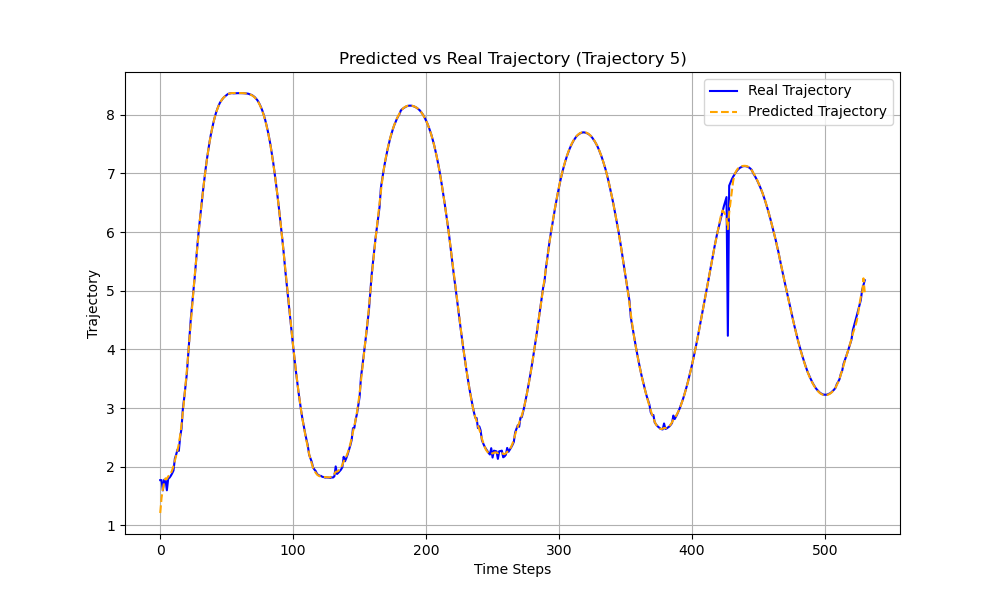 Predicted vs Real Trajectory (Trajectory 5)
Real Trajectory
Predicted Trajectory
Trajectory
8
7
6
5
4
3
2
1
0
100
200
300
400
500
Time Steps